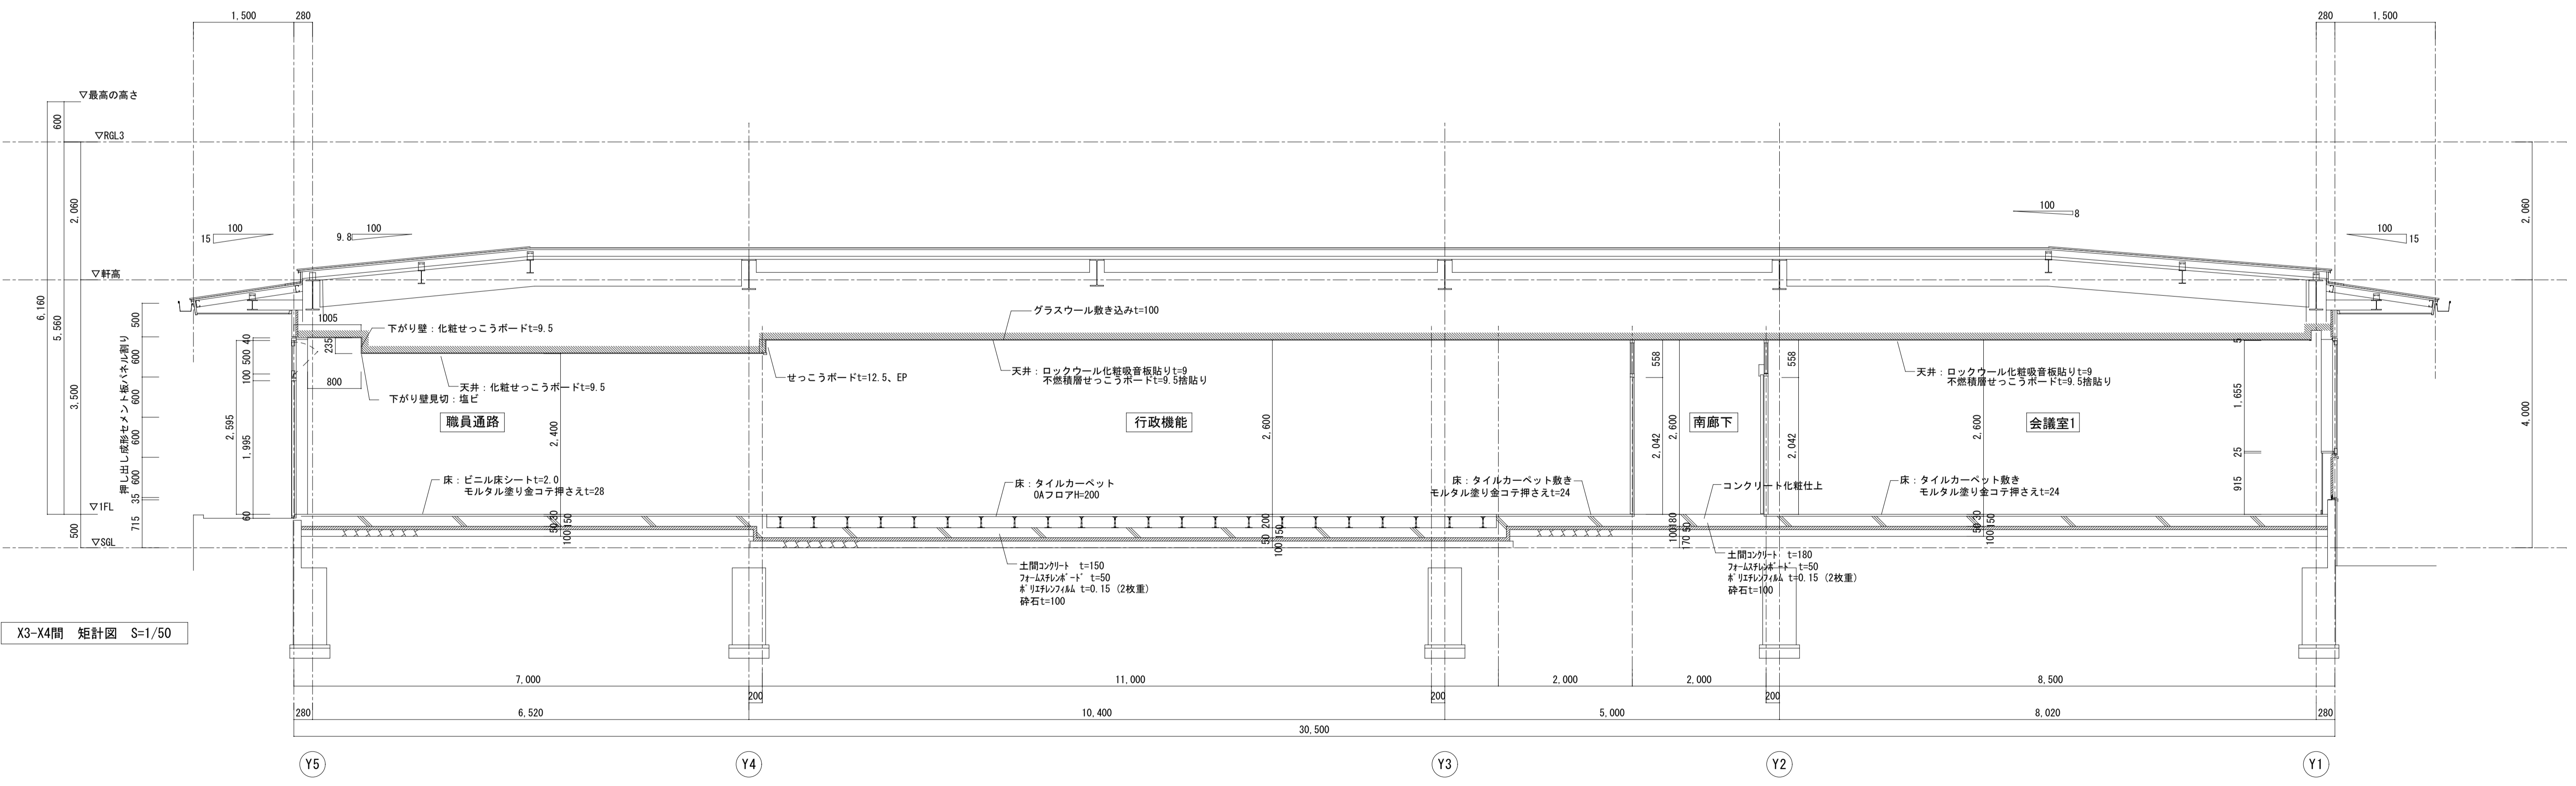 1,500
280
280
1,500
▽最高の高さ
600
▽RGL3
2,060
2,060
100
8
100
15
100
9.8
100
15
▽軒高
6,160
5,560
3,500
4,000
500
600
600
600
600
35
715
押し出し成形セメント板パネル割り
1005
235
800
40
500
100
2,595
1,995
60
下がり壁：化粧せっこうボードt=9.5
天井：化粧せっこうボードt=9.5
下がり壁見切：塩ビ
せっこうボードt=12.5、EP
グラスウール敷き込みt=100
天井：ロックウール化粧吸音板貼りt=9
不燃積層せっこうボードt=9.5捨貼り
天井：ロックウール化粧吸音板貼りt=9
不燃積層せっこうボードt=9.5捨貼り
職員通路
行政機能
南廊下
会議室1
2,400
2,600
558
2,042
2,600
558
2,042
2,600
5
1,655
25
915
床：ビニル床シートt=2.0
モルタル塗り金コテ押さえt=28
床：タイルカーペット
OAフロアH=200
床：タイルカーペット敷き
モルタル塗り金コテ押さえt=24
コンクリート化粧仕上
床：タイルカーペット敷き
モルタル塗り金コテ押さえt=24
▽1FL
500
▽SGL
50
30
100
150
50
200
100
150
100
180
170
50
50
30
100
150
土間コンクリート t=150
フォームスチレンボード t=50
ポリエチレンフィルム t=0.15 (2枚重)
砕石t=100
土間コンクリート t=180
フォームスチレンボード t=50
ポリエチレンフィルム t=0.15 (2枚重)
砕石t=100
X3-X4間 矩計図 S=1/50
7,000
11,000
2,000
2,000
8,500
200
200
200
280
6,520
10,400
5,000
8,020
280
30,500
Y5
Y4
Y3
Y2
Y1